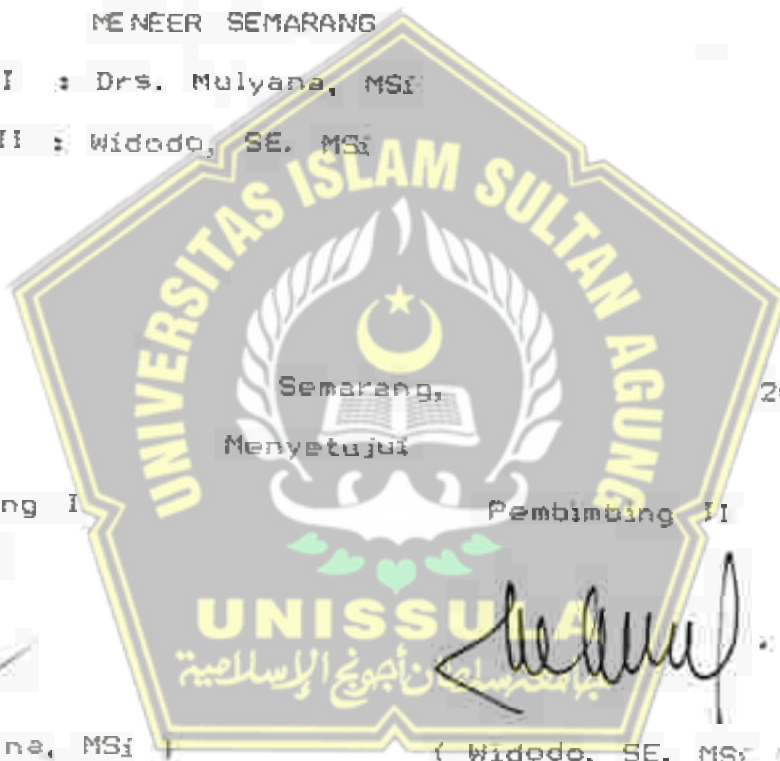 MENEER SEMARANG
I : Drs. Mulyana, MSi
II : Widodo, SE. MSi
UNIVERSITAS ISLAM SULTAN AGUNG
Semarang,
Menyetujui
ng I
Pembimbing II
UNISSULA
جامعة سلطان أجونج الإسلامية
na, MSi )
( Widodo, SE. MSi